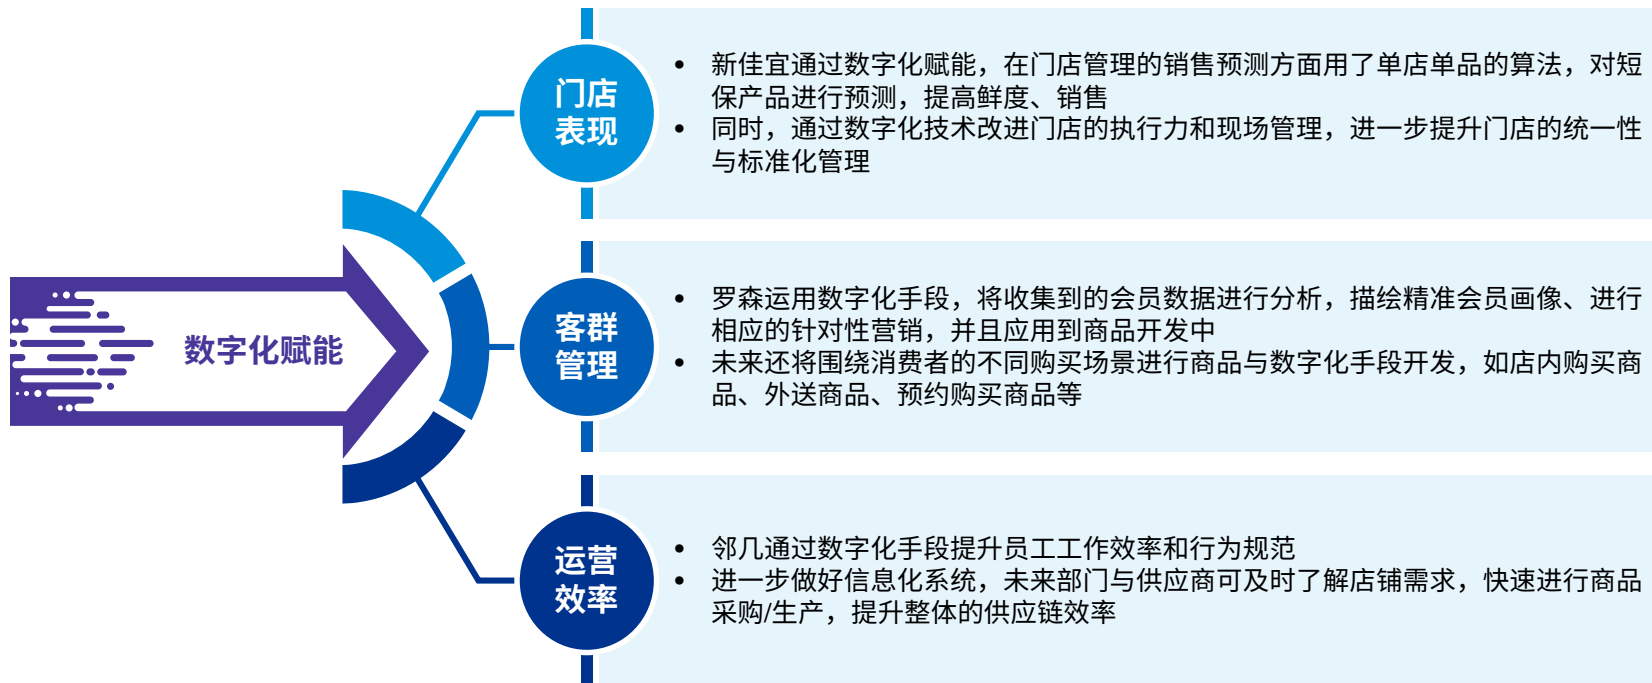 数字化赋能
门店
表现
• 新佳宜通过数字化赋能，在门店管理的销售预测方面用了单店单品的算法，对短
保产品进行预测，提高鲜度、销售
• 同时，通过数字化技术改进门店的执行力和现场管理，进一步提升门店的统一性
与标准化管理
客群
管理
• 罗森运用数字化手段，将收集到的会员数据进行分析，描绘精准会员画像、进行
相应的针对性营销，并且应用到商品开发中
• 未来还将围绕消费者的不同购买场景进行商品与数字化手段开发，如店内购买商
品、外送商品、预约购买商品等
运营
效率
• 邻几通过数字化手段提升员工工作效率和行为规范
• 进一步做好信息化系统，未来部门与供应商可及时了解店铺需求，快速进行商品
采购/生产，提升整体的供应链效率